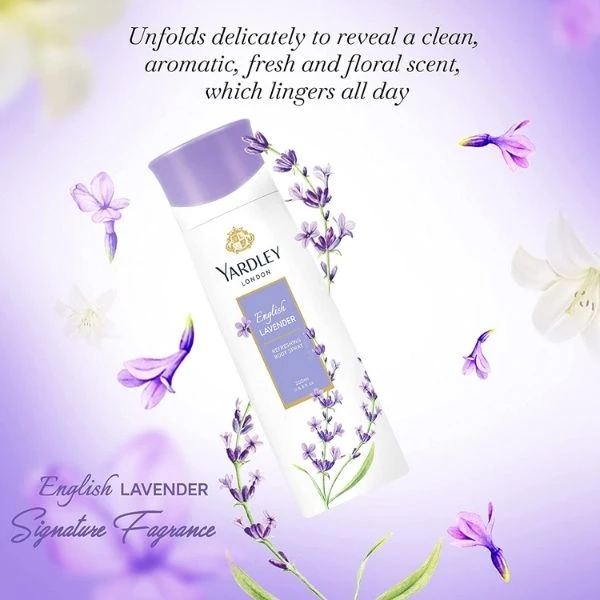 Unfolds delicately to reveal a clean,
aromatic, fresh and floral scent,
which lingers all day
YARDLEY
LONDON
English
LAVENDER
REFRESHING
BODY SPRAY
200ml
English LAVENDER
Signature Fagrance